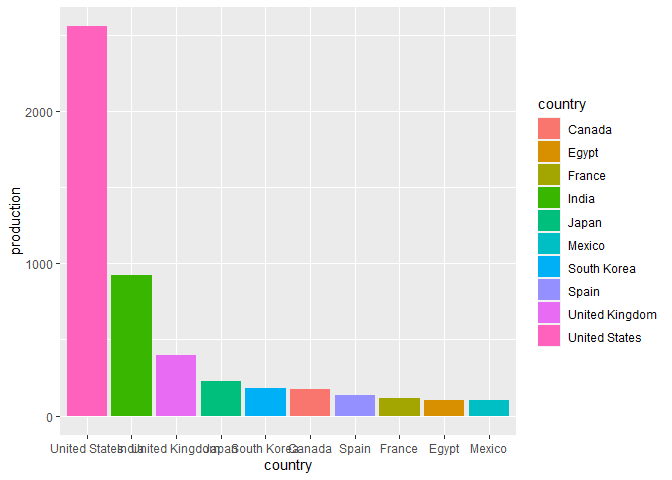 2000
1000
0
production
United States India United Kingdom Japan South Korea Canada Spain France Egypt Mexico
country
country
Canada
Egypt
France
India
Japan
Mexico
South Korea
Spain
United Kingdom
United States